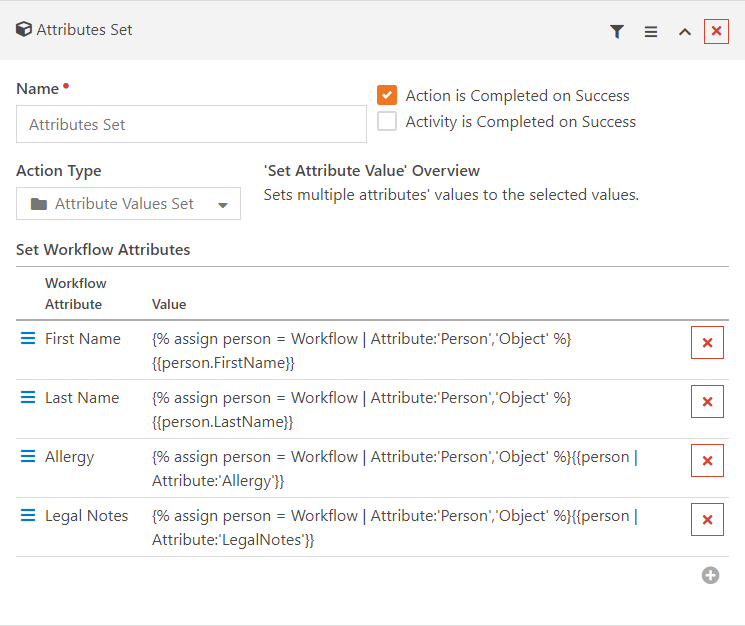 Attributes Set
Name
Attributes Set
Action is Completed on Success
Activity is Completed on Success
Action Type
Attribute Values Set
'Set Attribute Value' Overview
Sets multiple attributes' values to the selected values.
Set Workflow Attributes
Workflow
Attribute
Value
First Name
{% assign person = Workflow | Attribute:'Person','Object' %}
{{person.FirstName}}
Last Name
{% assign person = Workflow | Attribute:'Person','Object' %}
{{person.LastName}}
Allergy
{% assign person = Workflow | Attribute:'Person','Object' %}{{person |
Attribute:'Allergy'}}
Legal Notes
{% assign person = Workflow | Attribute:'Person','Object' %}{{person |
Attribute:'LegalNotes'}}